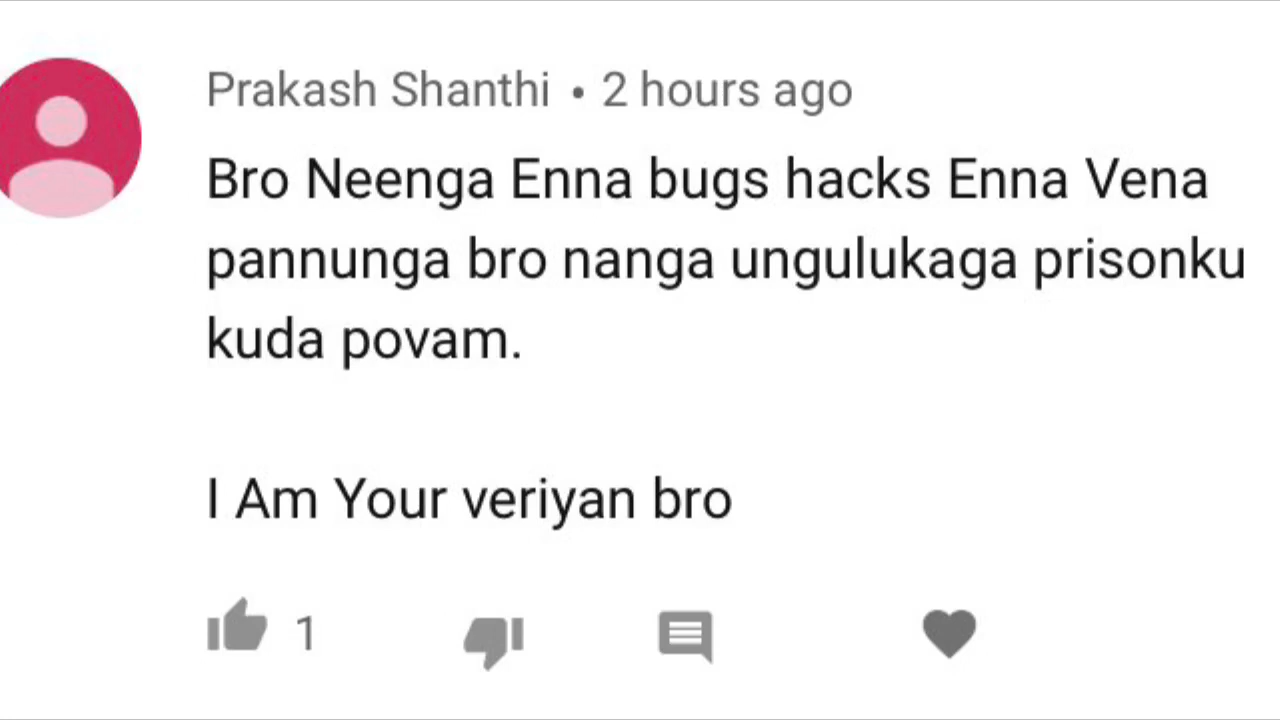 Prakash Shanthi • 2 hours ago
Bro Neenga Enna bugs hacks Enna Vena
pannunga bro nanga ungulukaga prisonku
kuda povam.
I Am Your veriyan bro
1